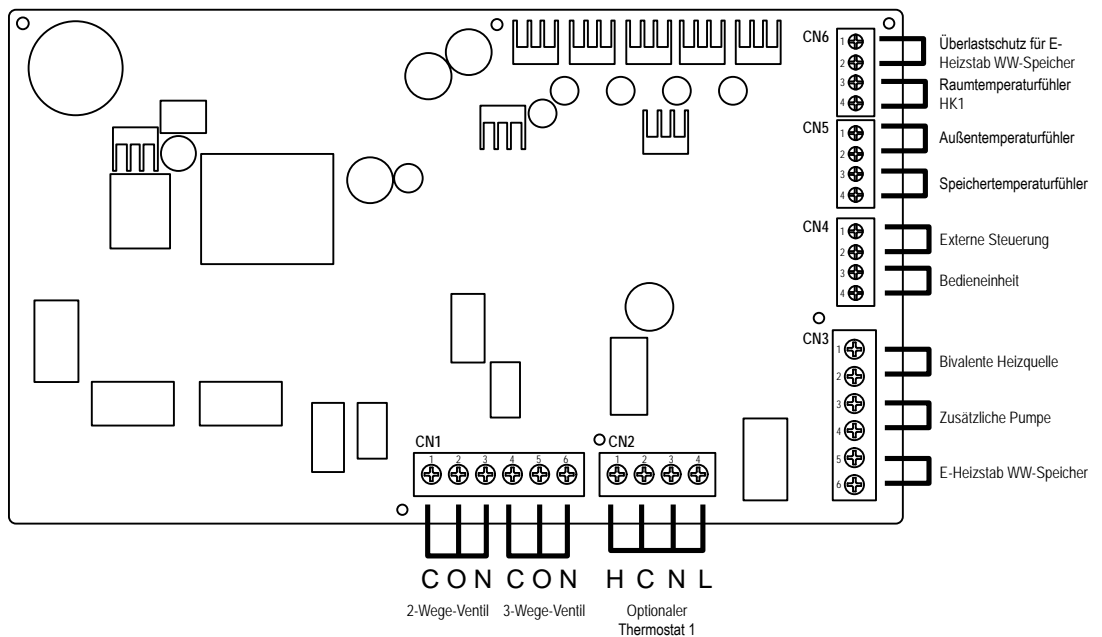 CN6
1
2
3
4
Überlastschutz für E-
Heizstab WW-Speicher
Raumtemperaturfühler
HK1
CN5
1
2
3
4
Außentemperaturfühler
Speichertemperaturfühler
CN4
1
2
3
4
Externe Steuerung
Bedieneinheit
CN3
1
2
3
4
5
6
Bivalente Heizquelle
Zusätzliche Pumpe
E-Heizstab WW-Speicher
CN1
1 2 3 4 5 6
CN2
1 2 3 4
C O N C O N H C N L
2-Wege-Ventil 3-Wege-Ventil Optionaler
Thermostat 1